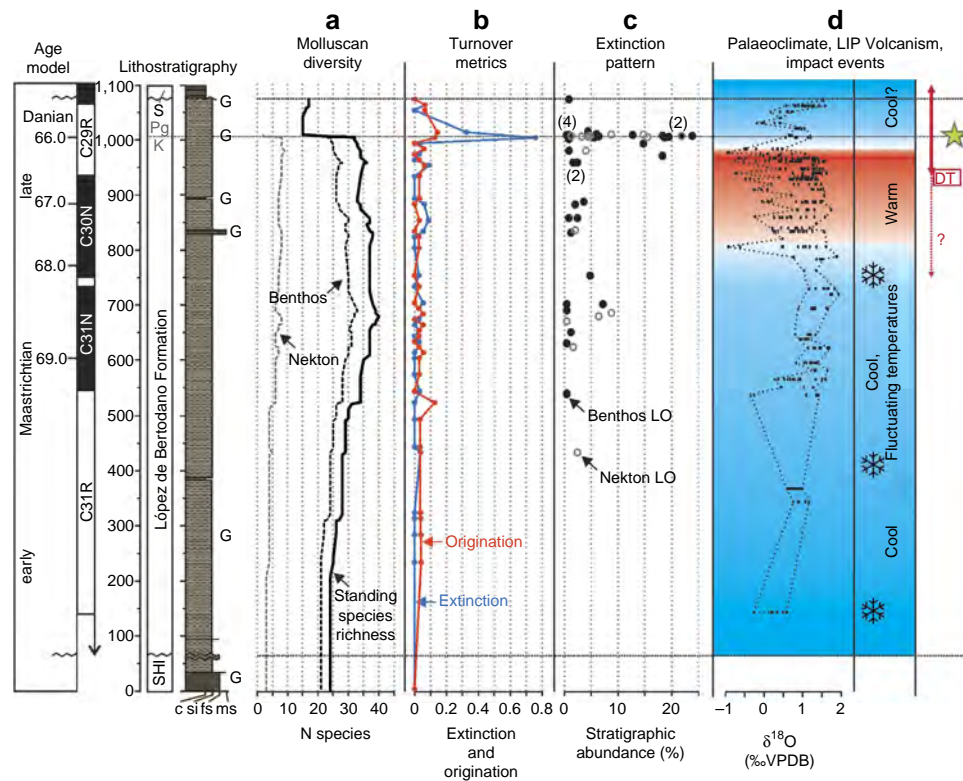 a
b
c
d
Age
model
Lithostratigraphy
Molluscan
diversity
Turnover
metrics
Extinction
pattern
Palaeoclimate, LIP Volcanism,
impact events
Danian
66.0
late
67.0
68.0
Maastrichtian
69.0
early
C29R
C30N
C31N
C31R
1,100
1,000
900
800
700
600
500
400
300
200
100
0
S
Pg
K
López de Bertodano Formation
SHI
G
G
G
G
G
G
c si fs ms
Benthos
Nekton
Standing
species
richness
Origination
Extinction
(4)
(2)
(2)
Benthos LO
Nekton LO
Cool?
Warm
Cool,
Fluctuating temperatures
Cool
DT
?
0 10 20 30 40
N species
0.0 0.2 0.4 0.6 0.8
Extinction
and
origination
0 5 10 15 20 25
Stratigraphic
abundance (%)
−1 0 1 2
δ18O
(‰VPDB)